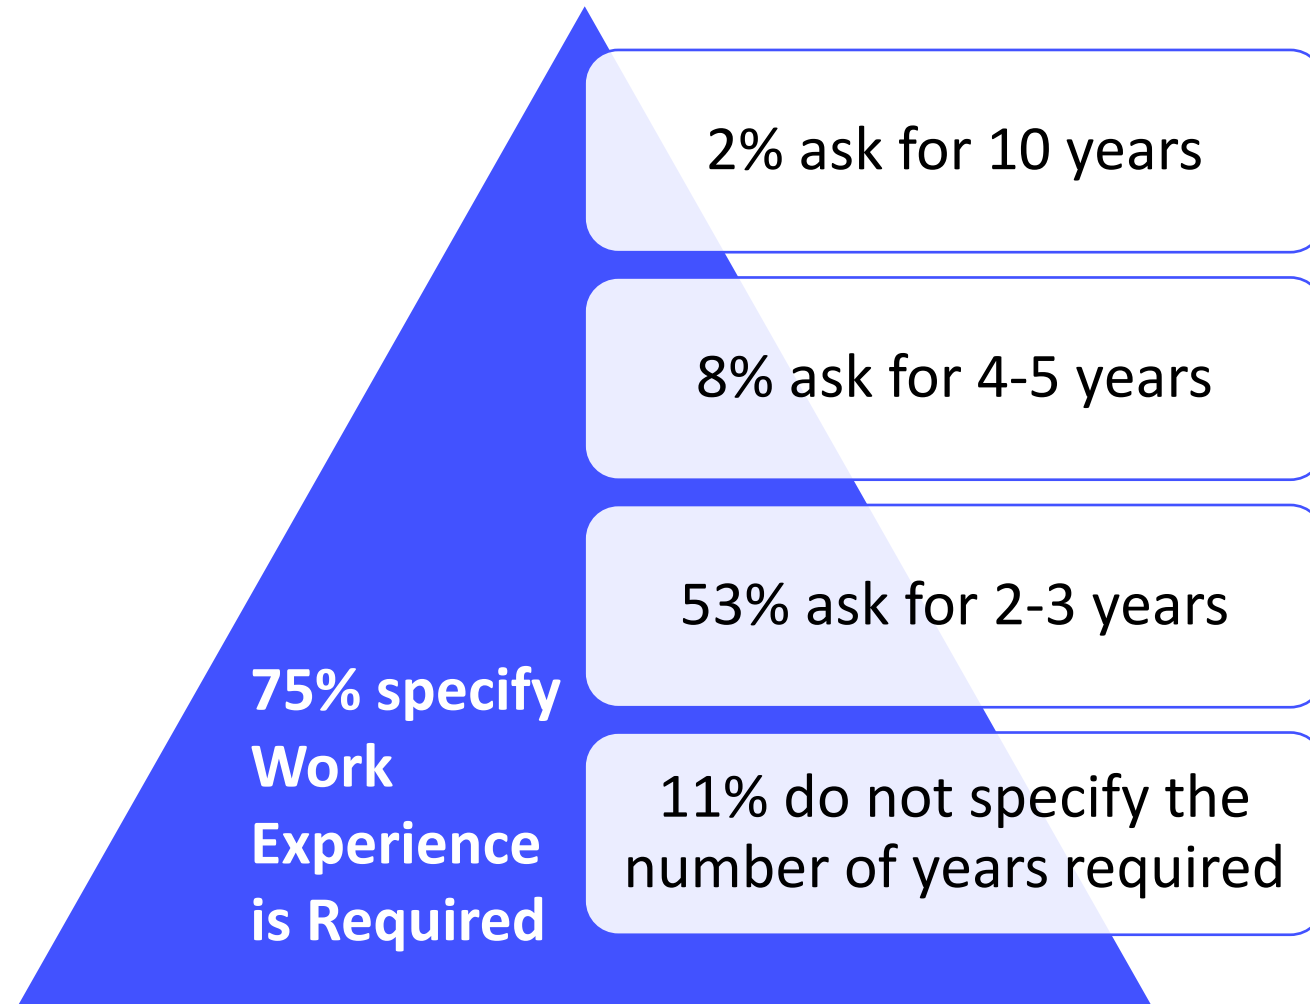 2% ask for 10 years
8% ask for 4-5 years
53% ask for 2-3 years
75% specify
Work
Experience
is Required
11% do not specify the
number of years required